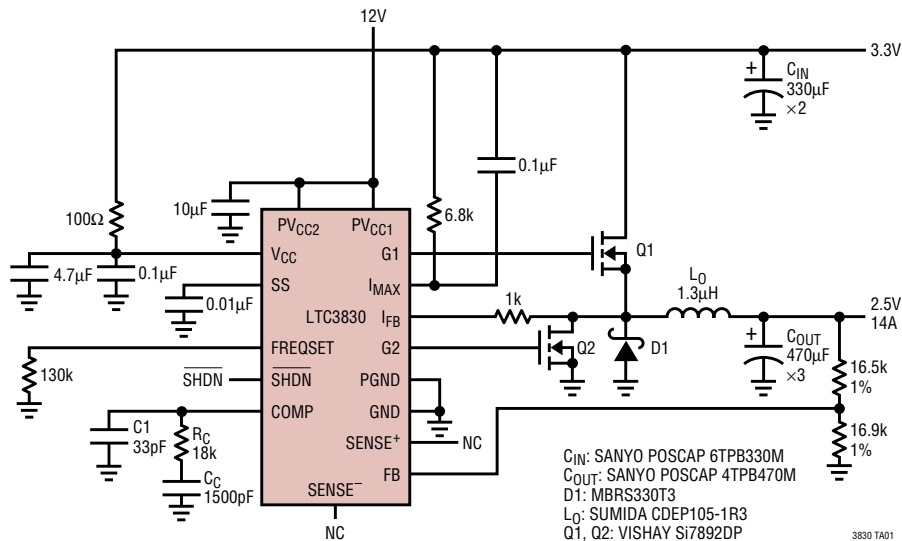 12V
3.3V
+
C_IN
330µF
×2
0.1µF
10µF
6.8k
100Ω
PV_CC2
PV_CC1
V_CC
G1
Q1
4.7µF
0.1µF
SS
I_MAX
L_O
1.3µH
0.01µF
LTC3830
I_FB
1k
2.5V
14A
FREQSET
G2
Q2
D1
+
C_OUT
470µF
×3
16.5k
1%
130k
SHDN
SHDN
PGND
COMP
GND
C1
33pF
R_C
18k
SENSE+
NC
16.9k
1%
C_C
1500pF
FB
SENSE–
NC
C_IN: SANYO POSCAP 6TPB330M
C_OUT: SANYO POSCAP 4TPB470M
D1: MBRS330T3
L_O: SUMIDA CDEP105-1R3
Q1, Q2: VISHAY Si7892DP
3830 TA01